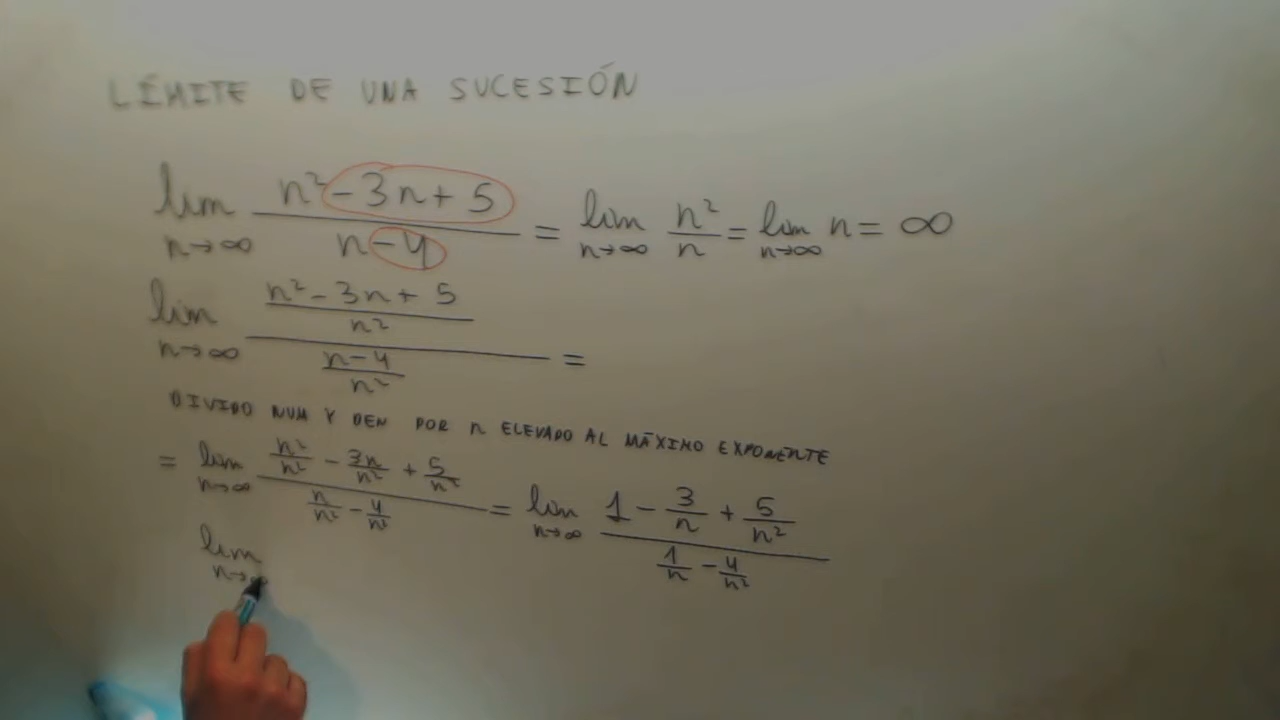 LÍMITE DE UNA SUCESIÓN
lim n→∞ (n² - 3n + 5)/(n - 4) = lim n→∞ n²/n = lim n→∞ n = ∞
lim n→∞ ((n² - 3n + 5)/n²)/((n - 4)/n²) =
DIVIDO NUM Y DEN POR n ELEVADO AL MÁXIMO EXPONENTE
= lim n→∞ (n²/n² - 3n/n² + 5/n²)/(n/n² - 4/n²) = lim n→∞ (1 - 3/n + 5/n²)/(1/n - 4/n²)
lim n→∞